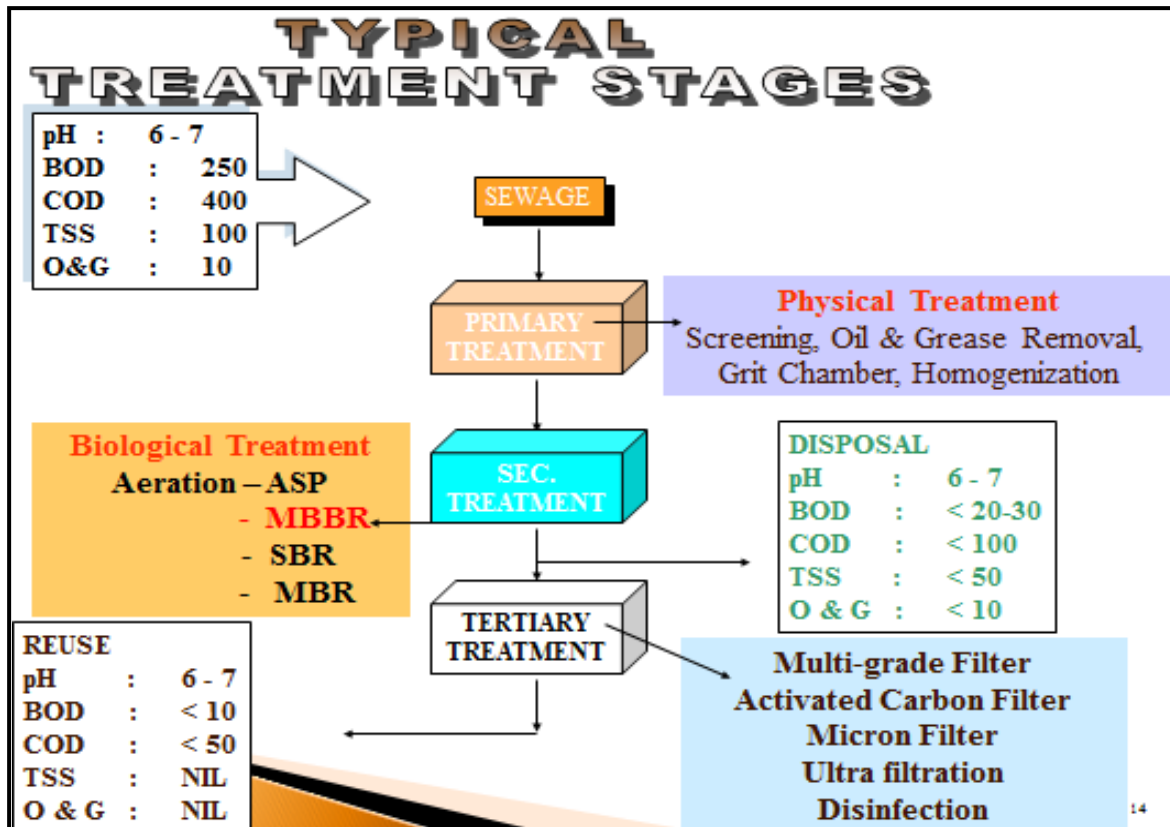 TYPICAL
TREATMENT STAGES
pH : 6 - 7
BOD : 250
COD : 400
TSS : 100
O&G : 10
SEWAGE
PRIMARY
TREATMENT
Physical Treatment
Screening, Oil & Grease Removal,
Grit Chamber, Homogenization
Biological Treatment
Aeration – ASP
- MBBR
- SBR
- MBR
SEC.
TREATMENT
DISPOSAL
pH : 6 - 7
BOD : < 20-30
COD : < 100
TSS : < 50
O & G : < 10
TERTIARY
TREATMENT
REUSE
pH : 6 - 7
BOD : < 10
COD : < 50
TSS : NIL
O & G : NIL
Multi-grade Filter
Activated Carbon Filter
Micron Filter
Ultra filtration
Disinfection
14